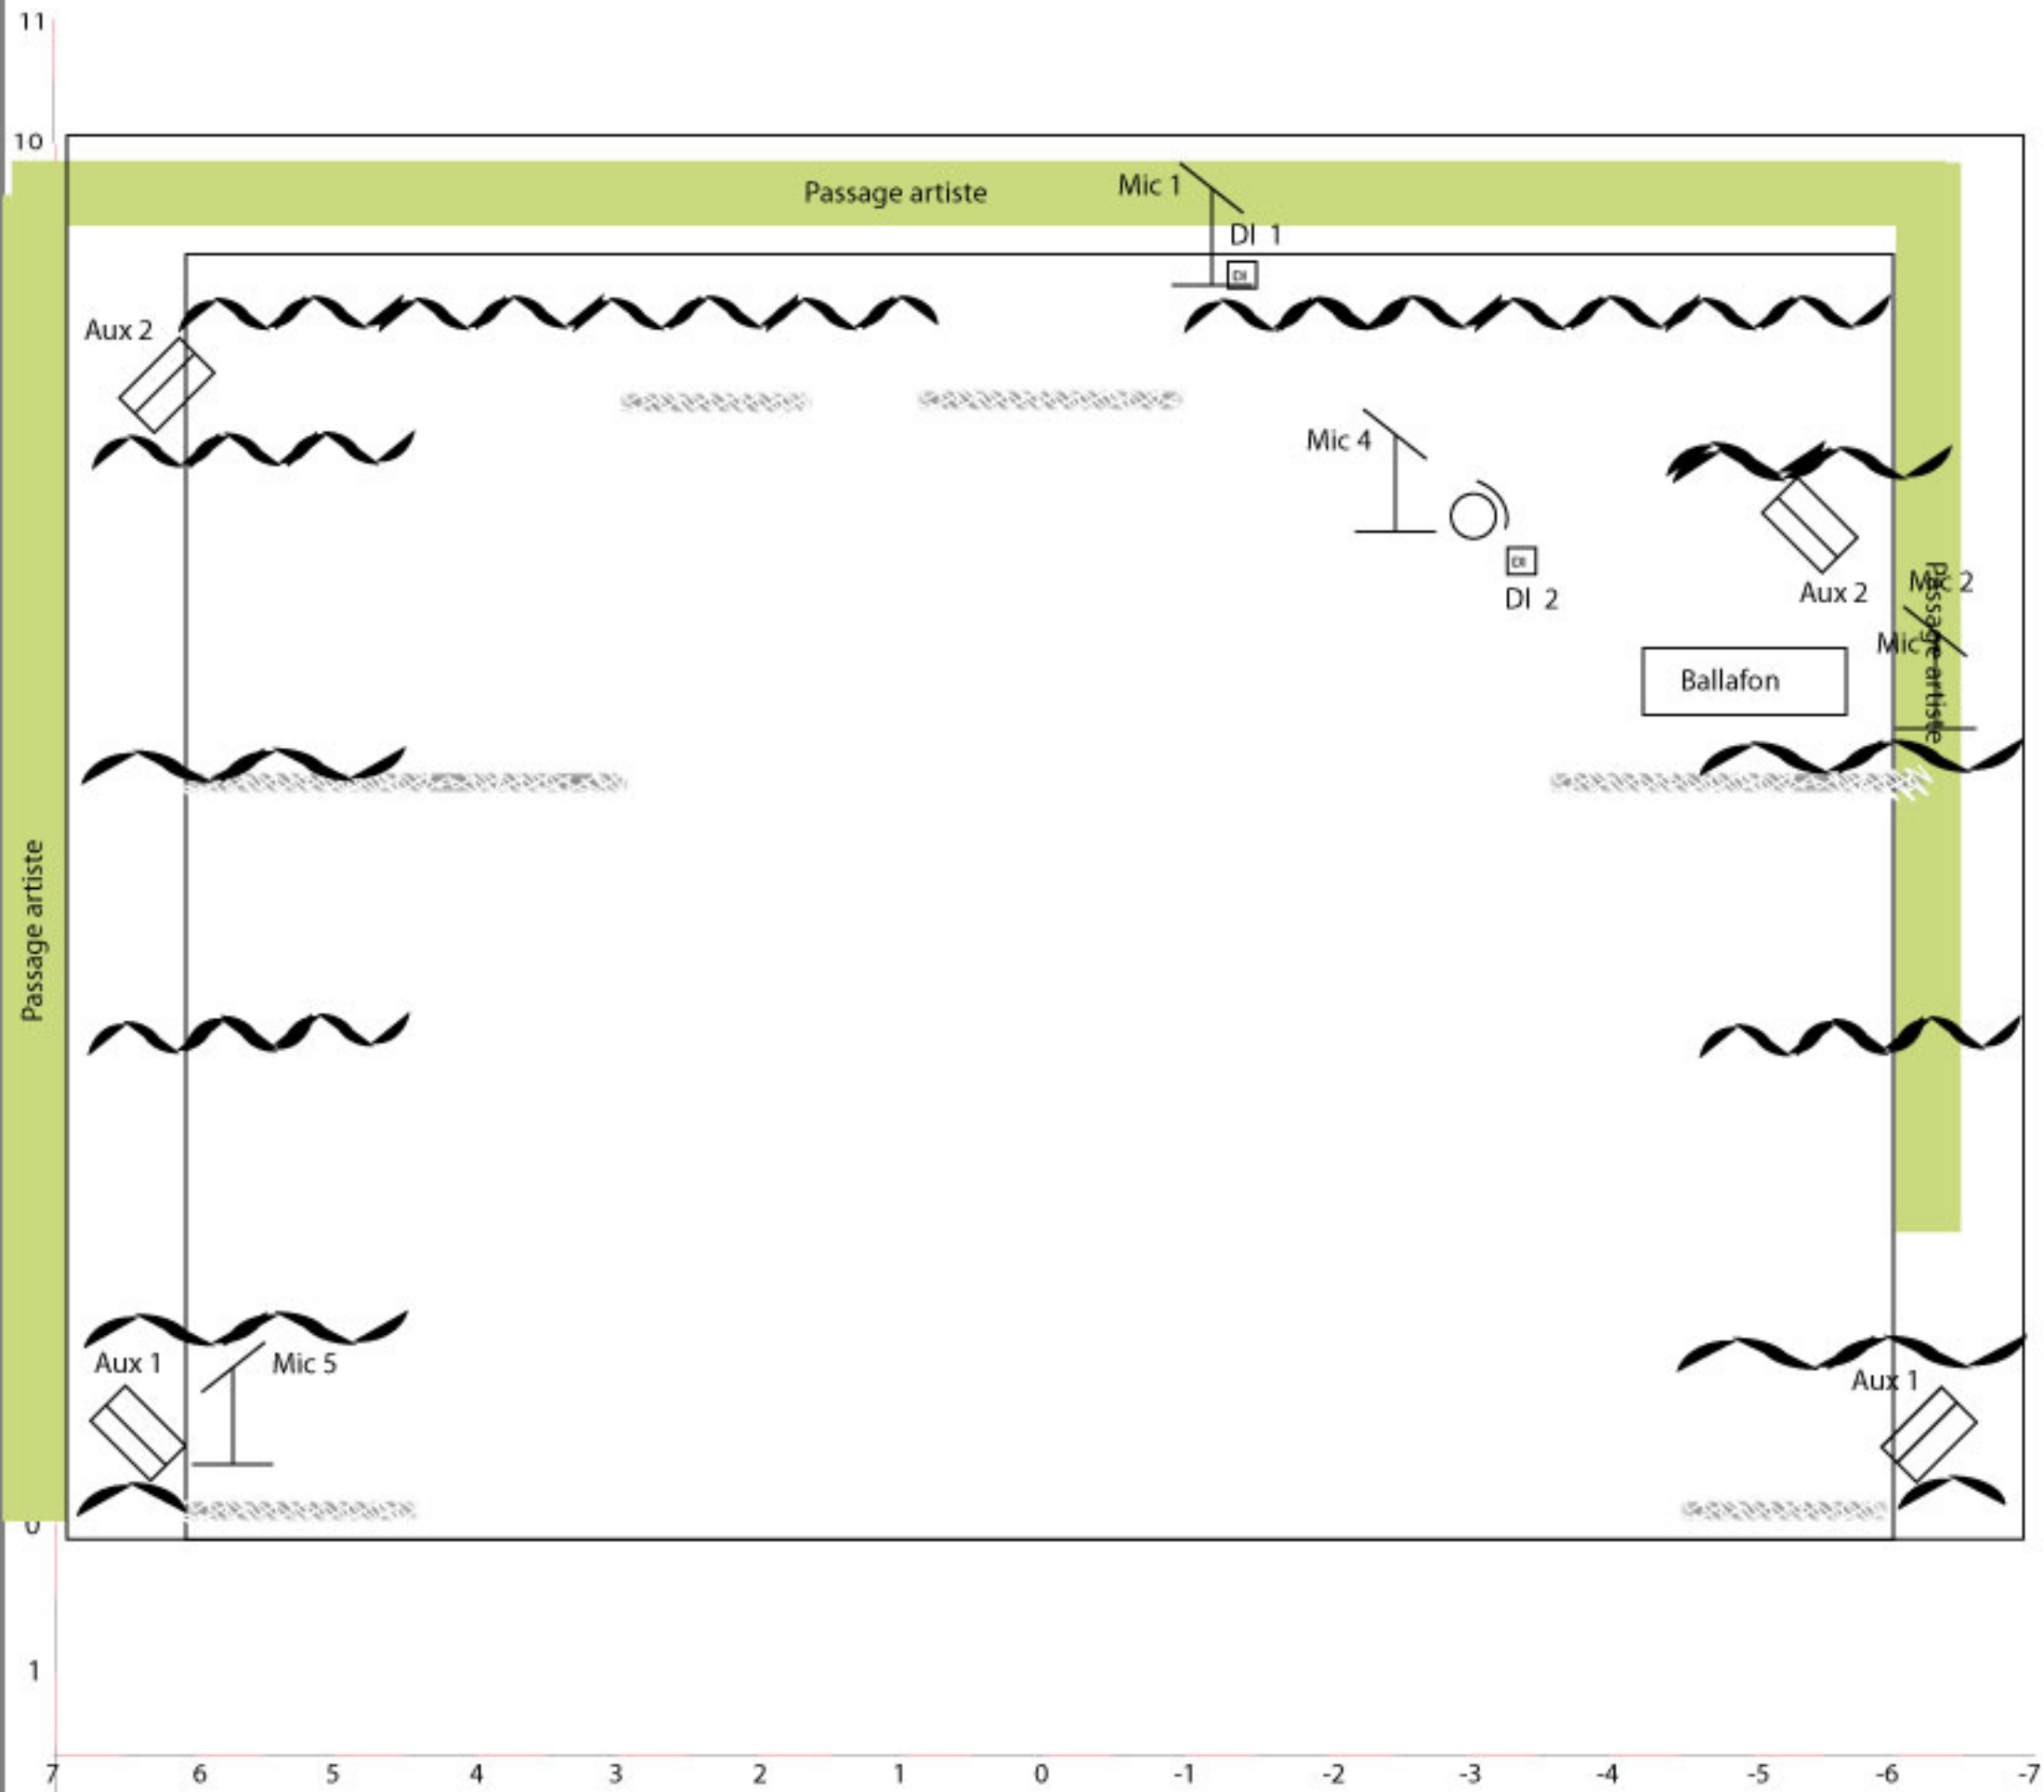 11
10
Passage artiste
Mic 1
DI 1
DI
Aux 2
Mic 4
DI
DI 2
Aux 2
Mic 2
Mic
Passage artiste
Ballafon
Passage artiste
Aux 1
Mic 5
Aux 1
0
1
7 6 5 4 3 2 1 0 -1 -2 -3 -4 -5 -6 -7